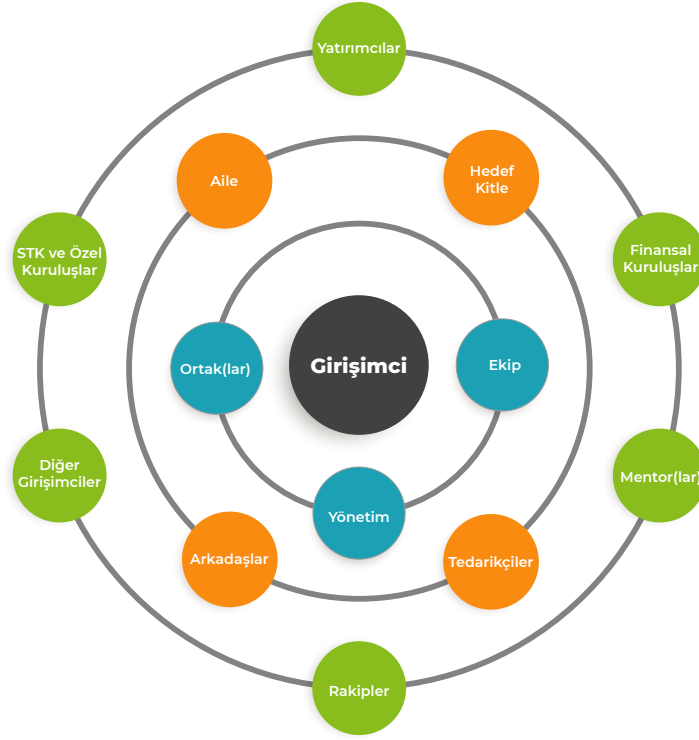 Yatırımcılar
Aile
Hedef
Kitle
STK ve Özel
Kuruluşlar
Finansal
Kuruluşlar
Girişimci
Ortak(lar)
Ekip
Diğer
Girişimciler
Mentor(lar)
Yönetim
Arkadaşlar
Tedarikçiler
Rakipler